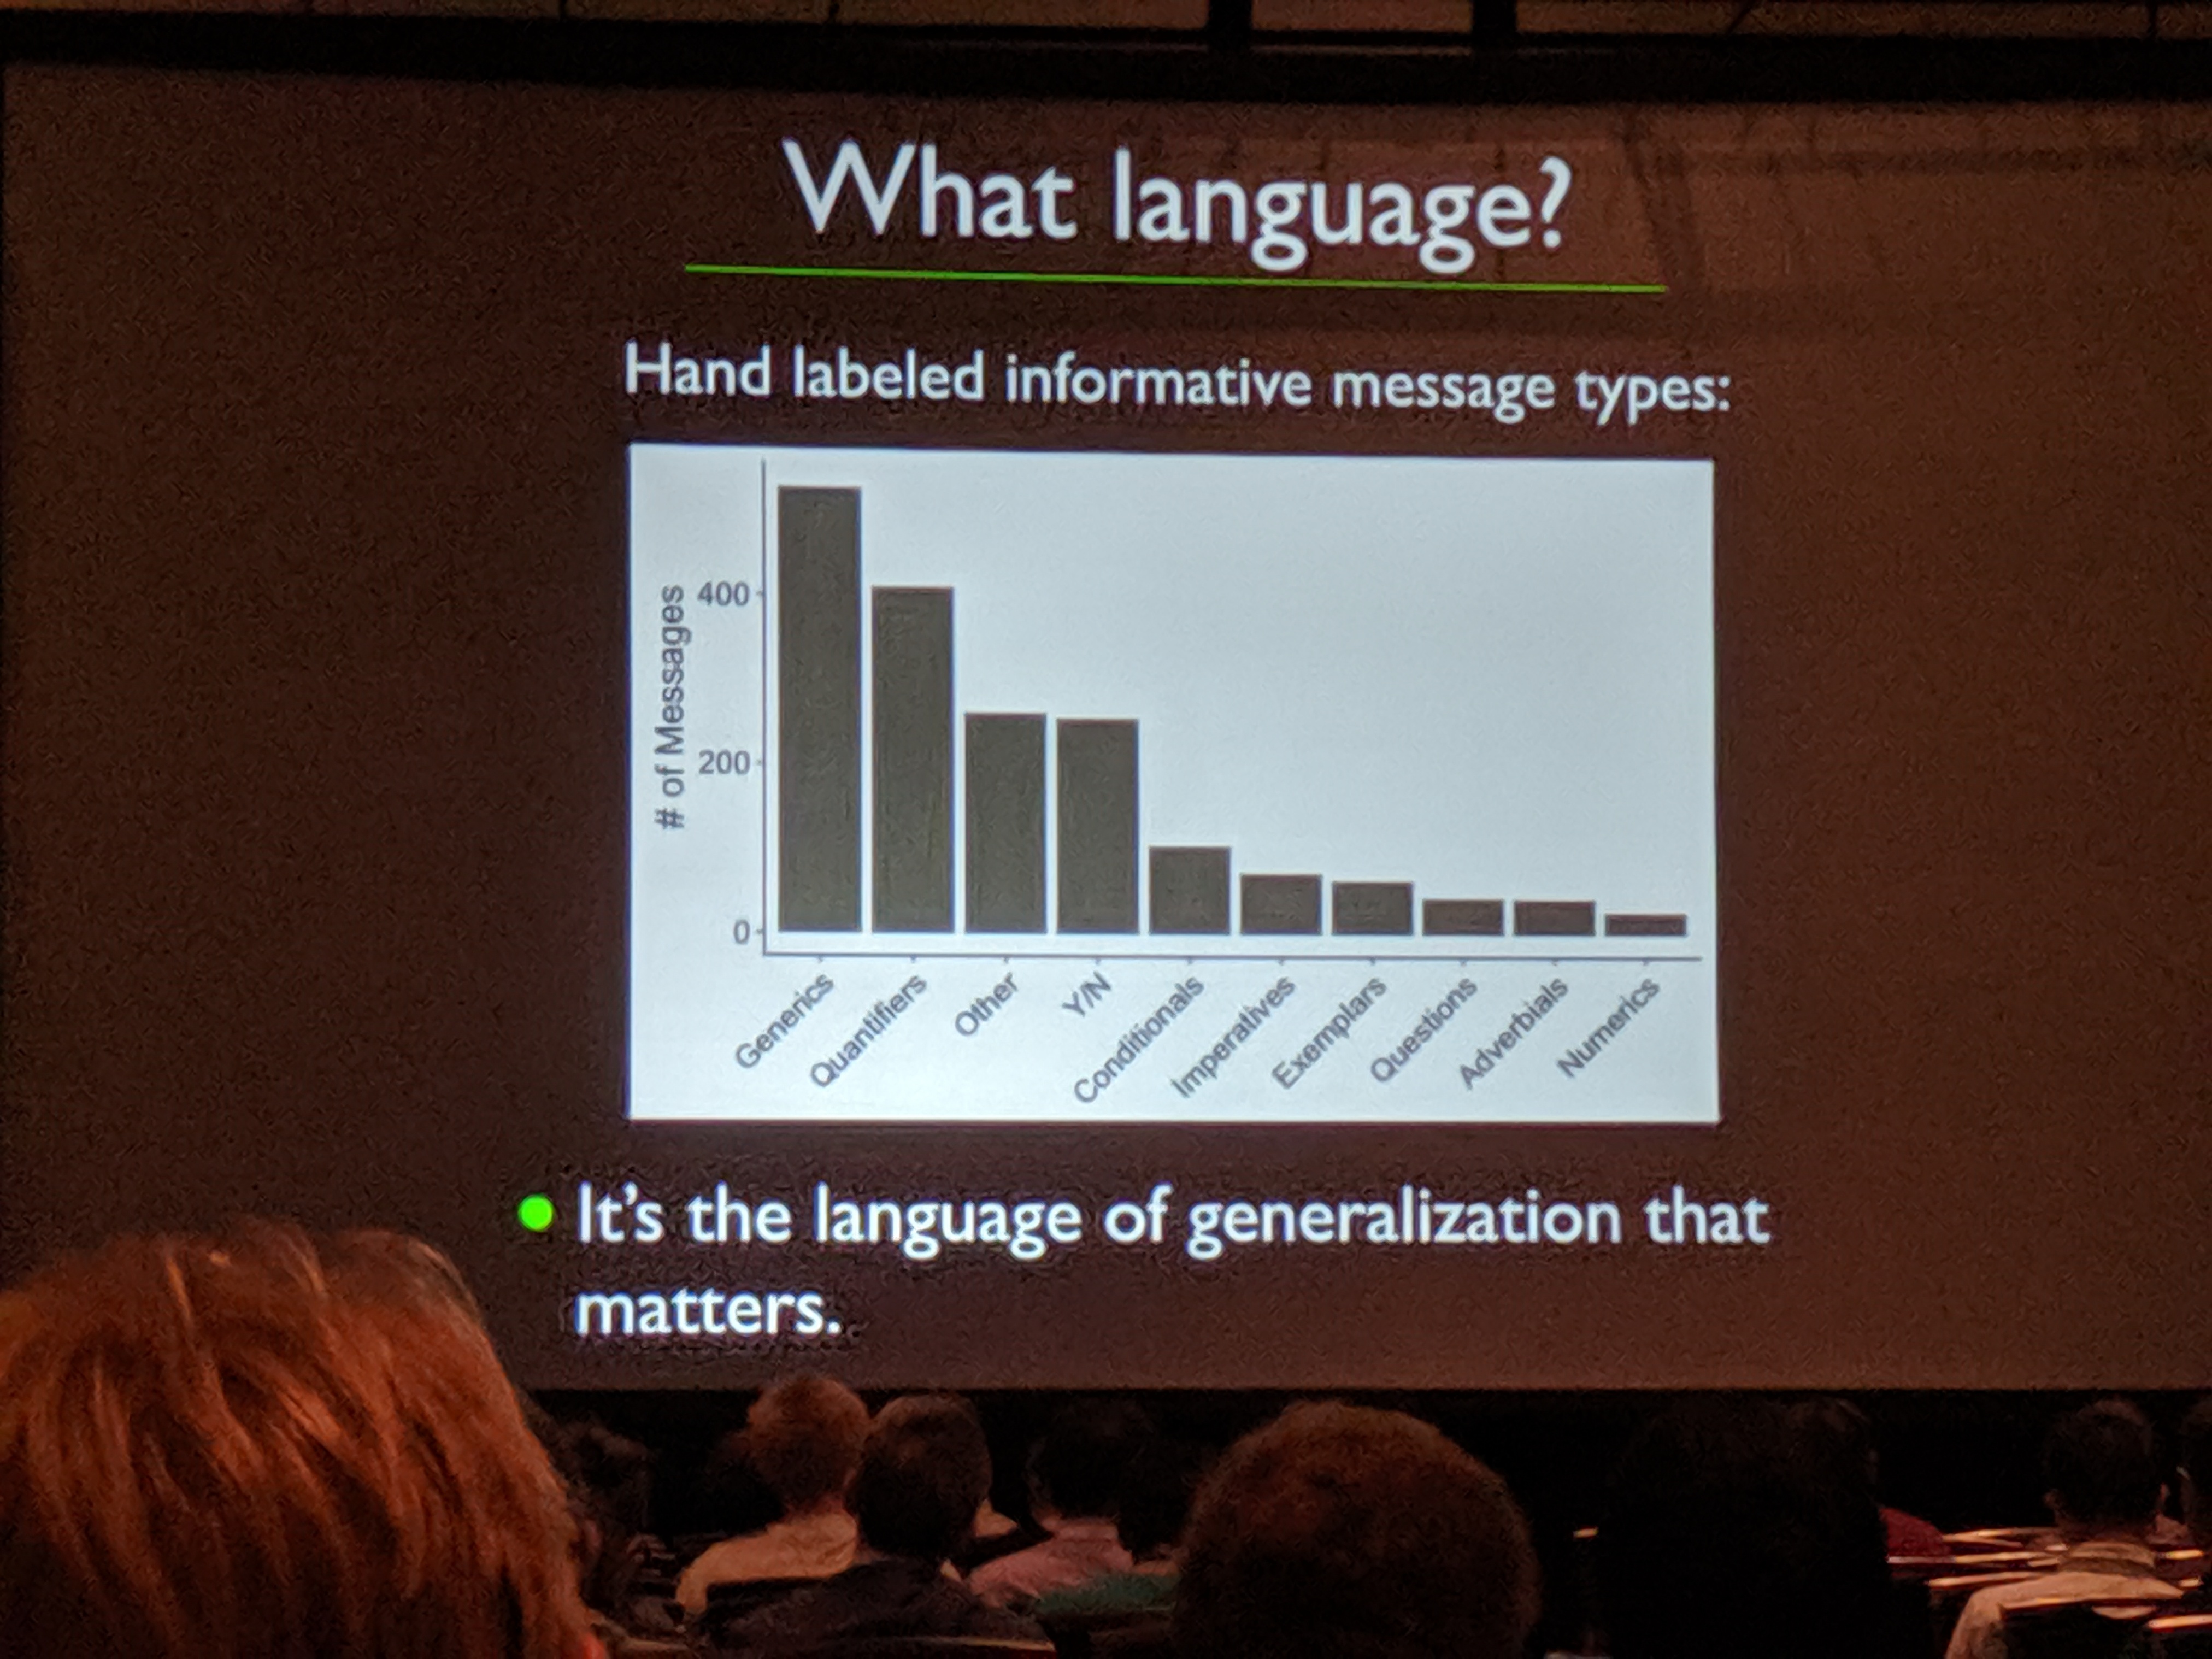 What language?
Hand labeled informative message types:
# of Messages
400
200
0
Generics
Quantifiers
Other
Y/N
Conditionals
Imperatives
Exemplars
Questions
Adverbials
Numerics
It's the language of generalization that
matters.